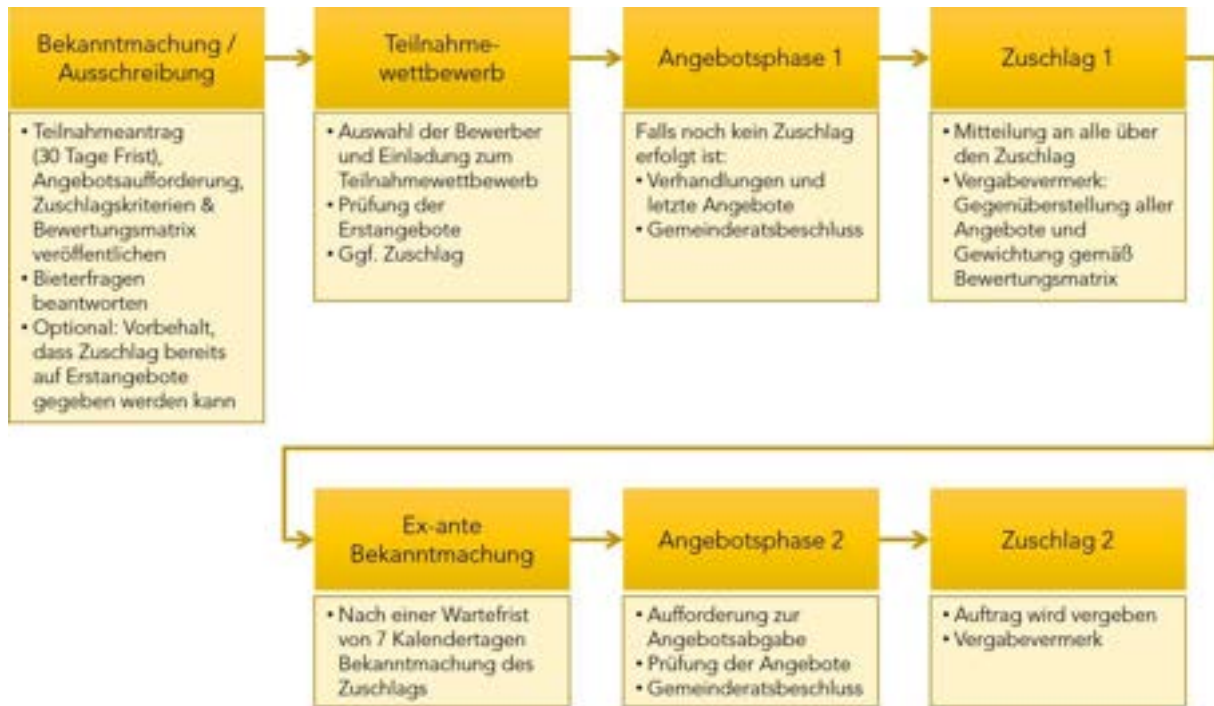 Bekanntmachung /
Ausschreibung
• Teilnahmeantrag
(30 Tage Frist),
Angebotsaufforderung,
Zuschlagskriterien &
Bewertungsmatrix
veröffentlichen
• Bieterfragen
beantworten
• Optional: Vorbehalt,
dass Zuschlag bereits
auf Erstangebote
gegeben werden kann
Teilnahme-
wettbewerb
• Auswahl der Bewerber
und Einladung zum
Teilnahmewettbewerb
• Prüfung der
Erstangebote
• Ggf. Zuschlag
Angebotsphase 1
Falls noch kein Zuschlag
erfolgt ist:
• Verhandlungen und
letzte Angebote
• Gemeinderatsbeschluss
Zuschlag 1
• Mitteilung an alle über
den Zuschlag
• Vergabevermerk:
Gegenüberstellung aller
Angebote und
Gewichtung gemäß
Bewertungsmatrix
Ex-ante
Bekanntmachung
• Nach einer Wartefrist
von 7 Kalendertagen
Bekanntmachung des
Zuschlags
Angebotsphase 2
• Aufforderung zur
Angebotsabgabe
• Prüfung der Angebote
• Gemeinderatsbeschluss
Zuschlag 2
• Auftrag wird vergeben
• Vergabevermerk